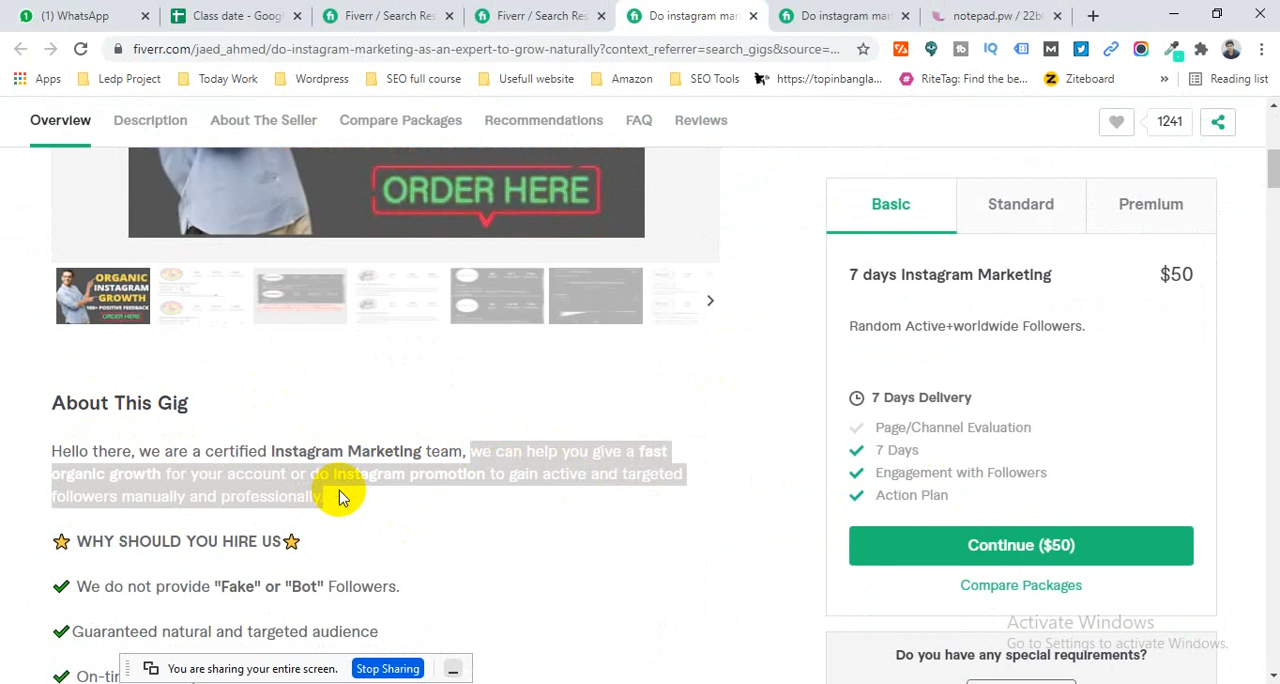 WhatsApp
Class date - Goog
Fiverr / Search Res
Fiverr / Search Res
Do instagram mar
Do instagram mar
notepad.pw / 22b
fiverr.com/jaed_ahmed/do-instagram-marketing-as-an-expert-to-grow-naturally?context_referrer=search_gigs&source=...
Apps
Ledp Project
Today Work
Wordpress
SEO full course
Usefull website
Amazon
SEO Tools
https://topinbangla...
RiteTag: Find the be...
Ziteboard
»
Reading list
Overview
Description
About The Seller
Compare Packages
Recommendations
FAQ
Reviews
1241
ORDER HERE
ORGANIC
INSTAGRAM
GROWTH
ORDER HERE
About This Gig
Hello there, we are a certified Instagram Marketing team, we can help you give a fast
organic growth for your account or do instagram promotion to gain active and targeted
followers manually and professionally.
WHY SHOULD YOU HIRE US
We do not provide "Fake" or "Bot" Followers.
Guaranteed natural and targeted audience
On-tim
You are sharing your entire screen.
Stop Sharing
Basic
Standard
Premium
7 days Instagram Marketing
$50
Random Active+worldwide Followers.
7 Days Delivery
Page/Channel Evaluation
7 Days
Engagement with Followers
Action Plan
Continue ($50)
Compare Packages
Activate Windows
Go to Settings to activate Windows.
Do you have any special requirements?